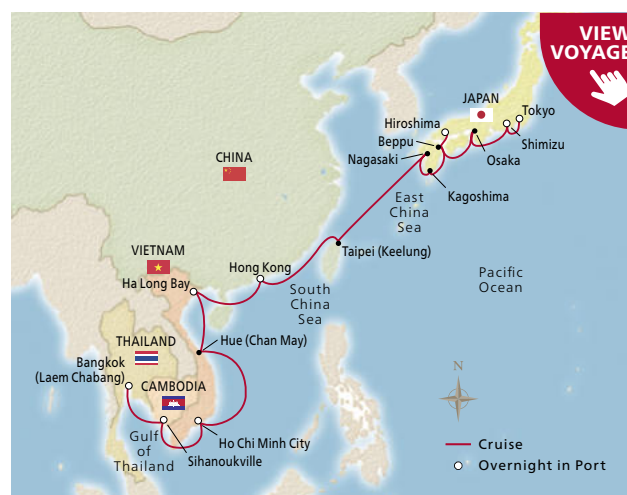 VIEW
VOYAGE
JAPAN
Tokyo
Hiroshima
Shimizu
Beppu
Osaka
Nagasaki
Kagoshima
CHINA
East
China
Sea
Taipei (Keelung)
VIETNAM
Hong Kong
Ha Long Bay
South
China
Sea
Pacific
Ocean
THAILAND
Hue (Chan May)
Bangkok
(Laem Chabang)
CAMBODIA
N
Gulf
of
Thailand
Ho Chi Minh City
Sihanoukville
Cruise
Overnight in Port